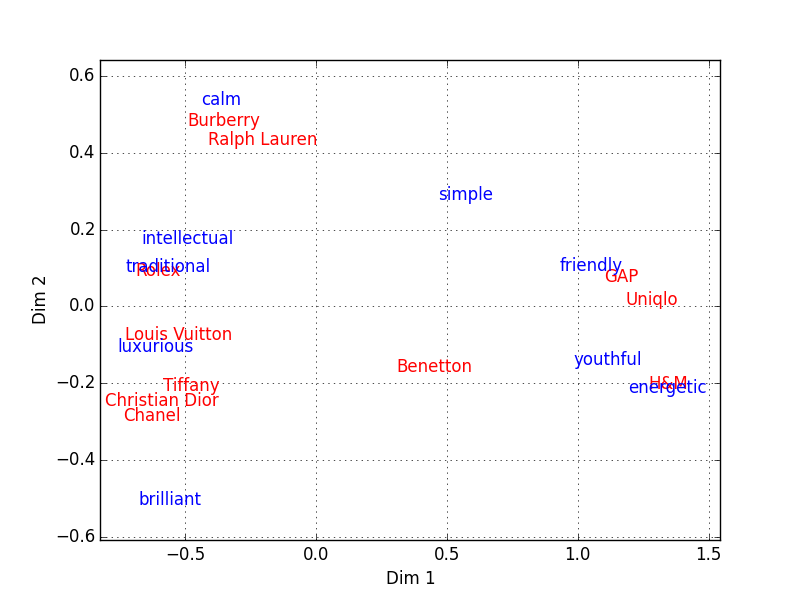 0.6
calm
Burberry
Ralph Lauren
0.4
simple
0.2
intellectual
traditional
Rolex
friendly
GAP
Uniqlo
0.0
Dim 2
Louis Vuitton
luxurious
youthful
Benetton
−0.2
Tiffany
H&M
energetic
Christian Dior
Chanel
−0.4
brilliant
−0.6
−0.5 0.0 0.5 1.0 1.5
Dim 1